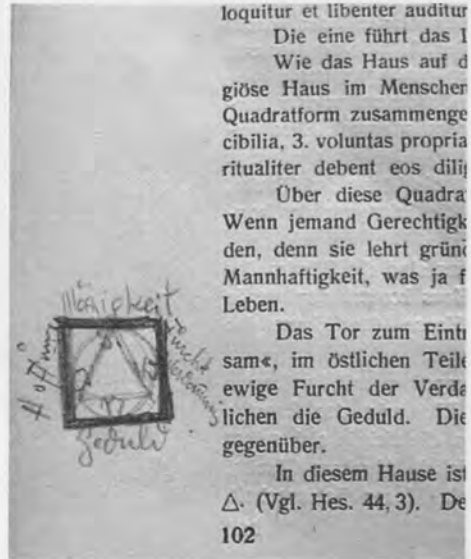 loquitur et libenter auditur
Die eine führt das I
Wie das Haus auf d
giöse Haus im Menschen
Quadratform zusammenge
cibilia, 3. voluntas propria
ritualiter debent eos dilig
Über diese Quadra
Wenn jemand Gerechtigk
den, denn sie lehrt gründ
Mannhaftigkeit, was ja f
Leben.
Das Tor zum Eintr
sam«, im östlichen Teile
ewige Furcht der Verda
lichen die Geduld. Die
gegenüber.
In diesem Hause ist
△. (Vgl. Hes. 44, 3). De
102
Mäßigkeit
Furcht
Hoffnung
Geduld